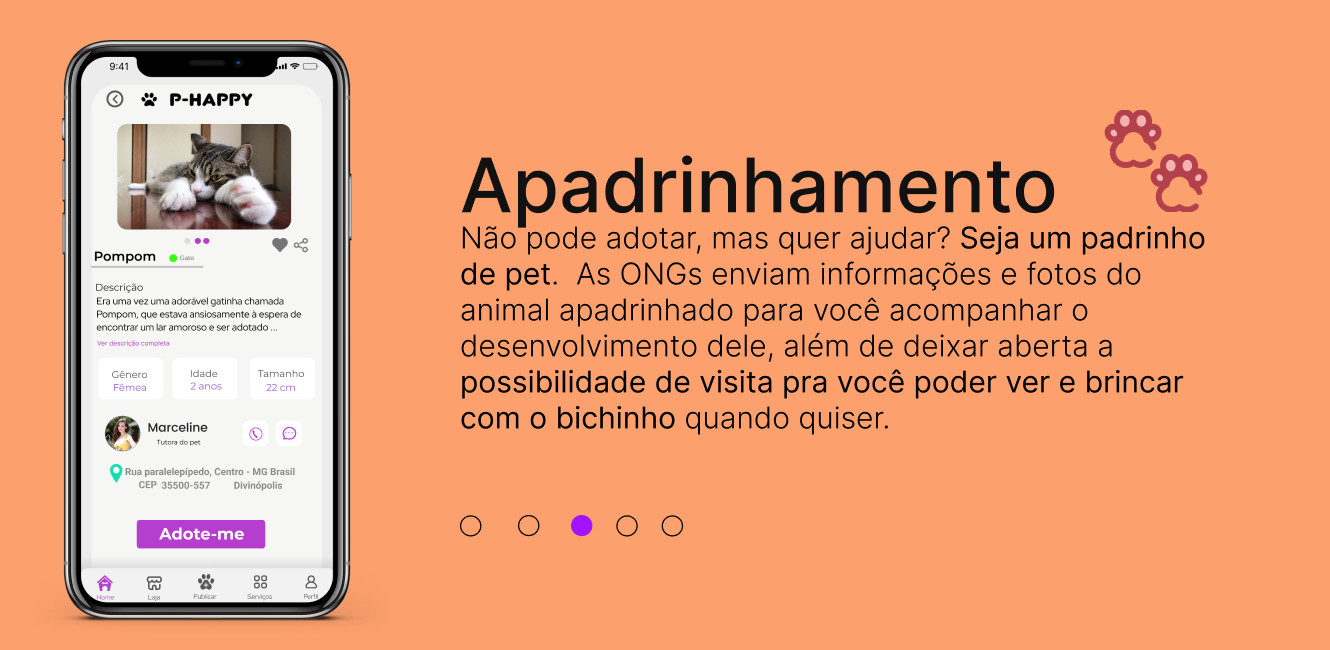 9:41
P-HAPPY
Pompom
Gato
Descrição
Era uma vez uma adorável gatinha chamada
Pompom, que estava ansiosamente à espera de
encontrar um lar amoroso e ser adotado ...
Ver descrição completa
Gênero
Fêmea
Idade
2 anos
Tamanho
22 cm
Marceline
Tutora do pet
Rua paralelepípedo, Centro - MG Brasil
CEP 35500-557 Divinópolis
Adote-me
Home
Loja
Publicar
Serviços
Perfil
Apadrinhamento
Não pode adotar, mas quer ajudar? Seja um padrinho
de pet. As ONGs enviam informações e fotos do
animal apadrinhado para você acompanhar o
desenvolvimento dele, além de deixar aberta a
possibilidade de visita pra você poder ver e brincar
com o bichinho quando quiser.